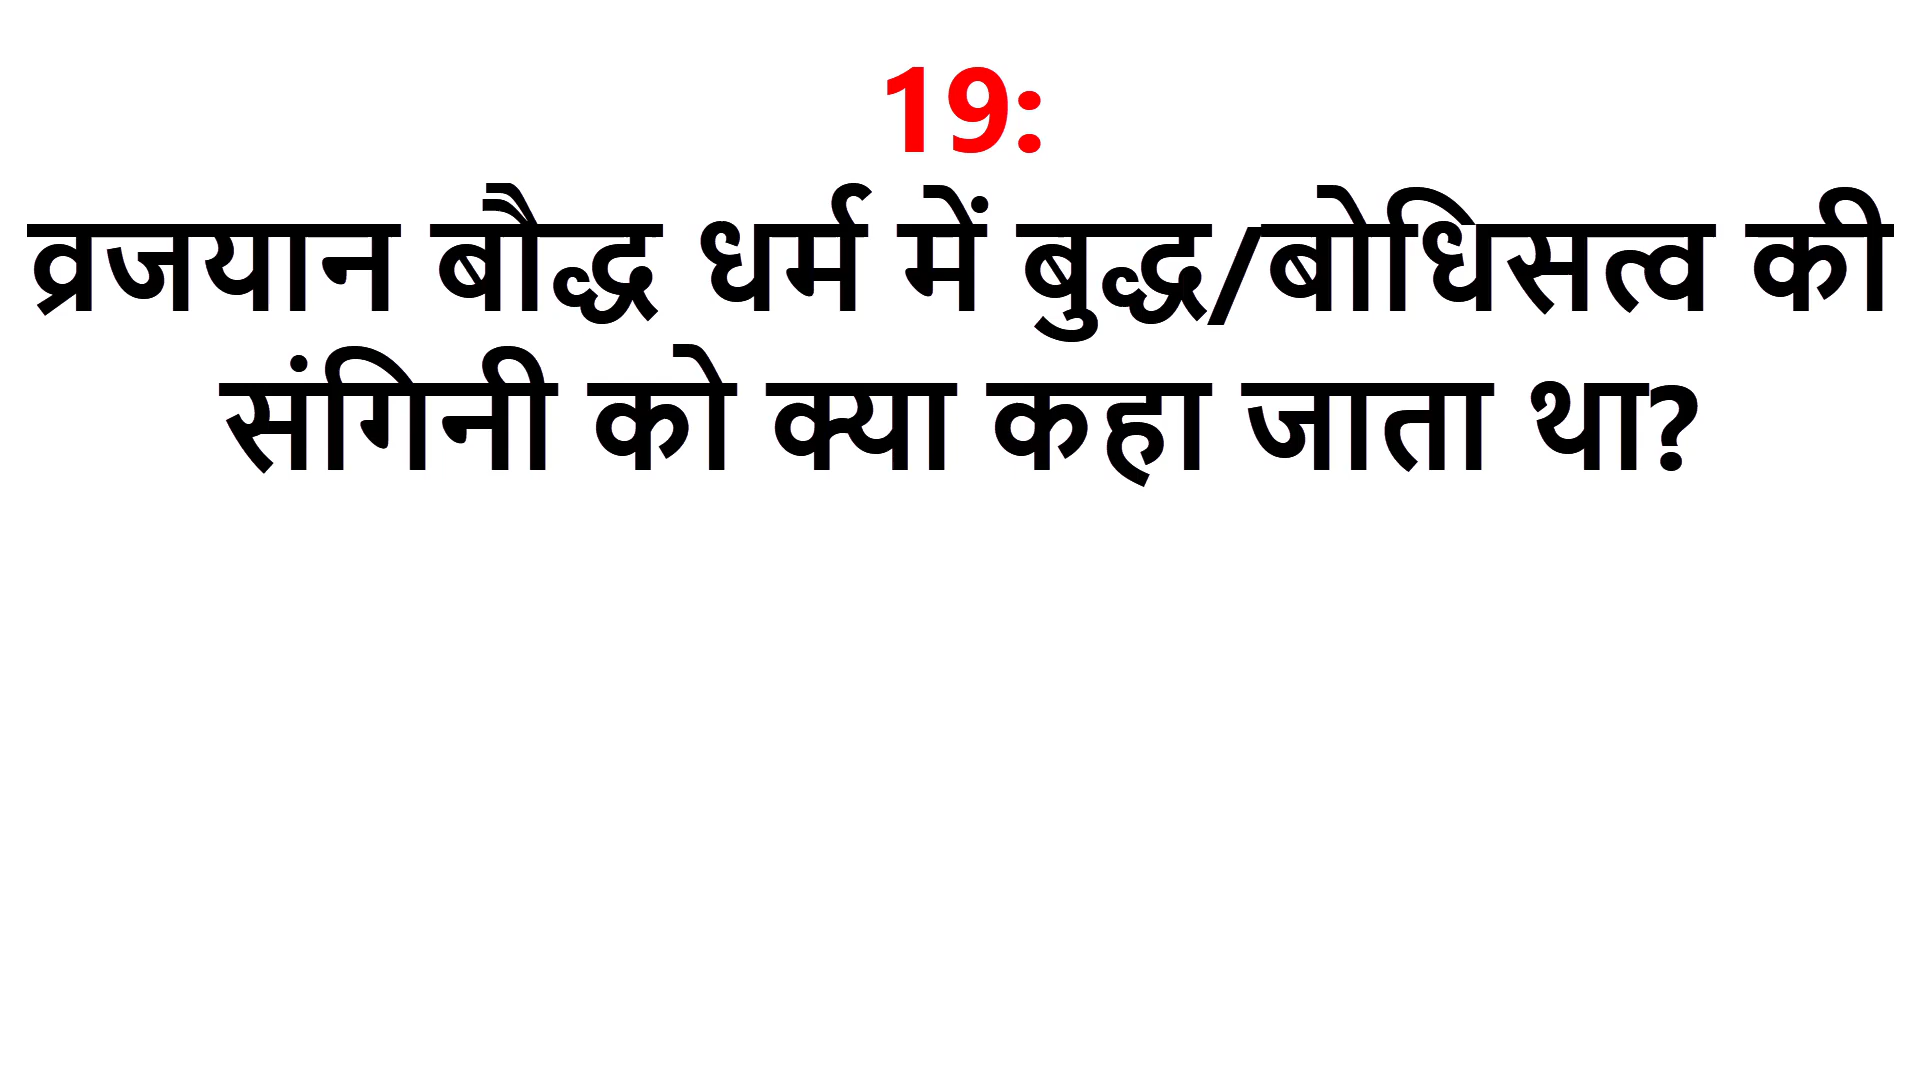 19:
व्रजयान बौद्ध धर्म में बुद्ध/बोधिसत्व की
संगिनी को क्या कहा जाता था?